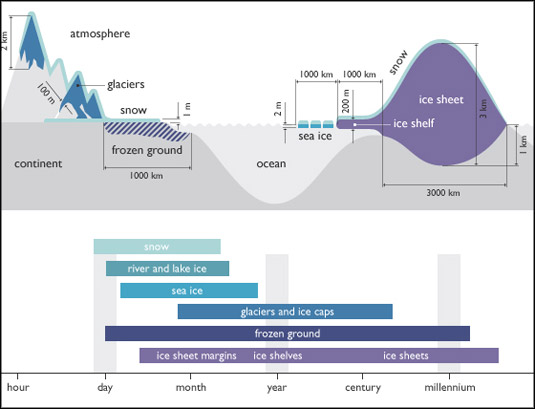 2 km
atmosphere
glaciers
100 m
snow
1 m
1000 km
1000 km
snow
2 m
200 m
sea ice
ice sheet
ice shelf
3 km
1 km
continent
frozen ground
1000 km
ocean
3000 km
snow
river and lake ice
sea ice
glaciers and ice caps
frozen ground
ice sheet margins ice shelves ice sheets
hour day month year century millennium